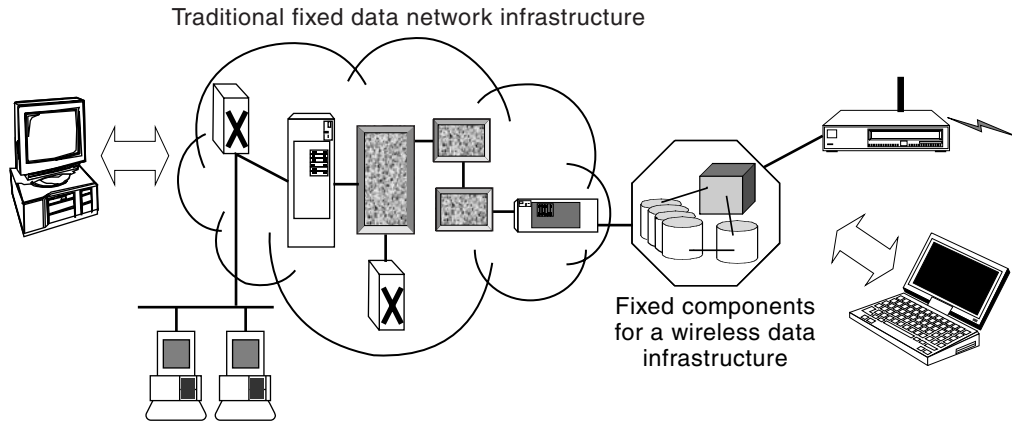 Traditional fixed data network infrastructure
Fixed components
for a wireless data
infrastructure